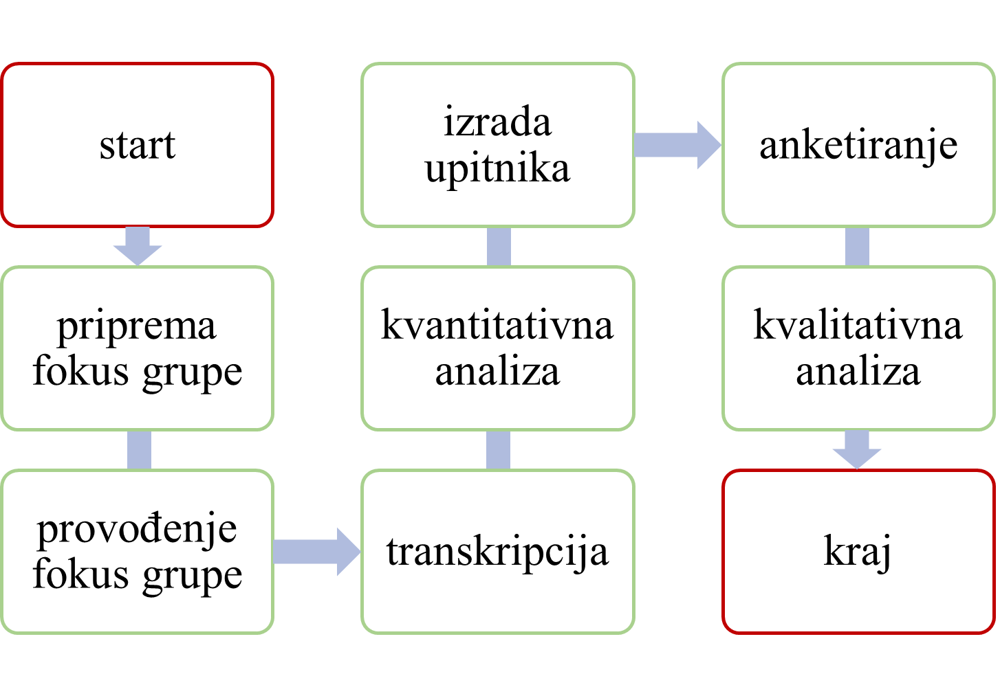 start
priprema
fokus grupe
provođenje
fokus grupe
transkripcija
kvantitativna
analiza
izrada
upitnika
anketiranje
kvalitativna
analiza
kraj